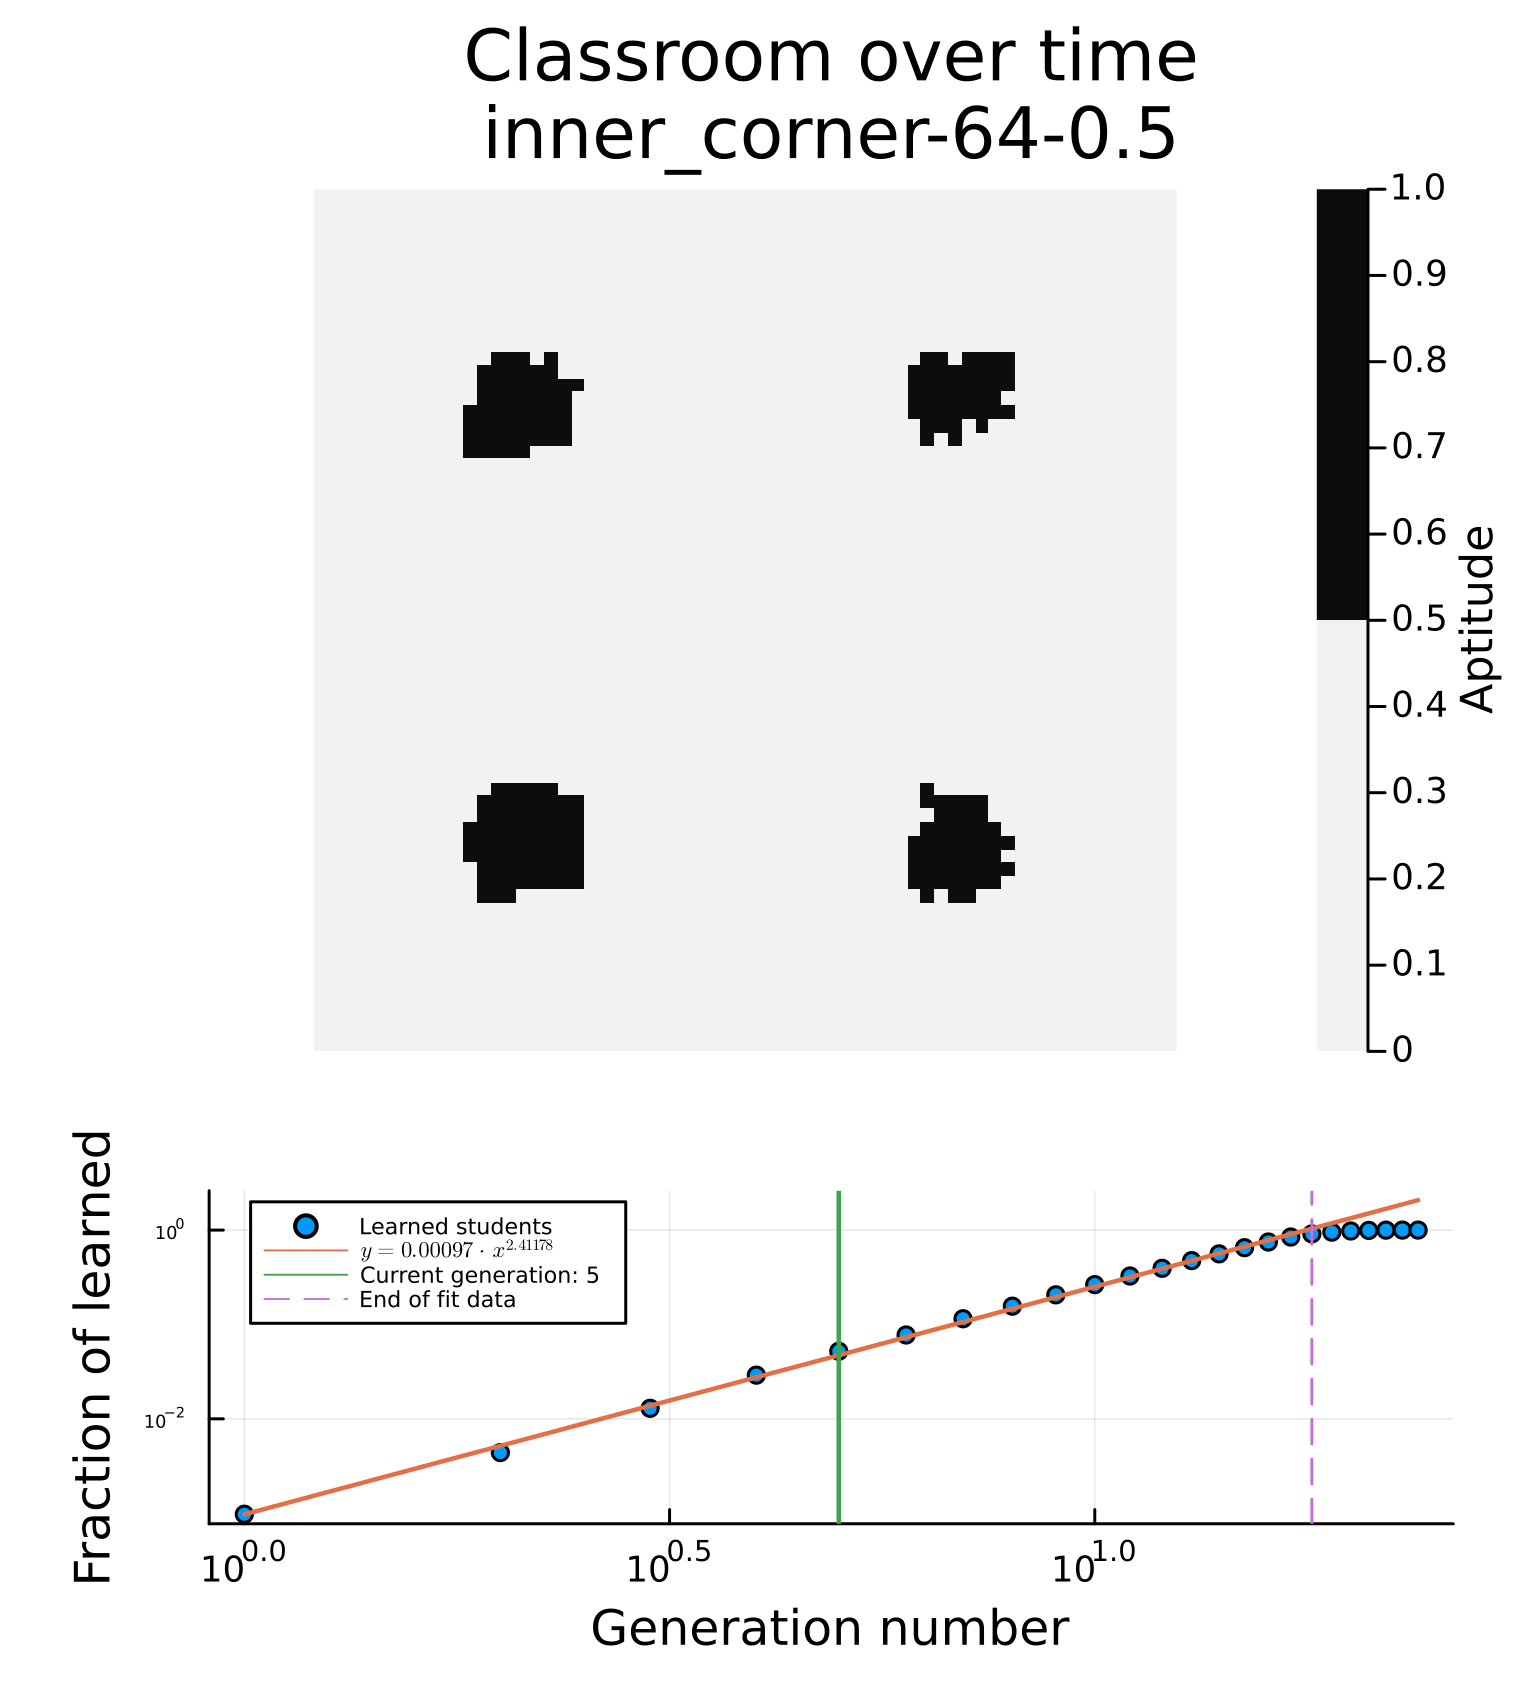 Classroom over time
inner_corner-64-0.5
1.0
0.9
0.8
0.7
0.6
0.5
0.4
0.3
0.2
0.1
0
Aptitude
Fraction of learned
10⁰
10⁻²
Learned students
y = 0.00097 · x^2.41178
Current generation: 5
End of fit data
10^0.0
10^0.5
10^1.0
Generation number